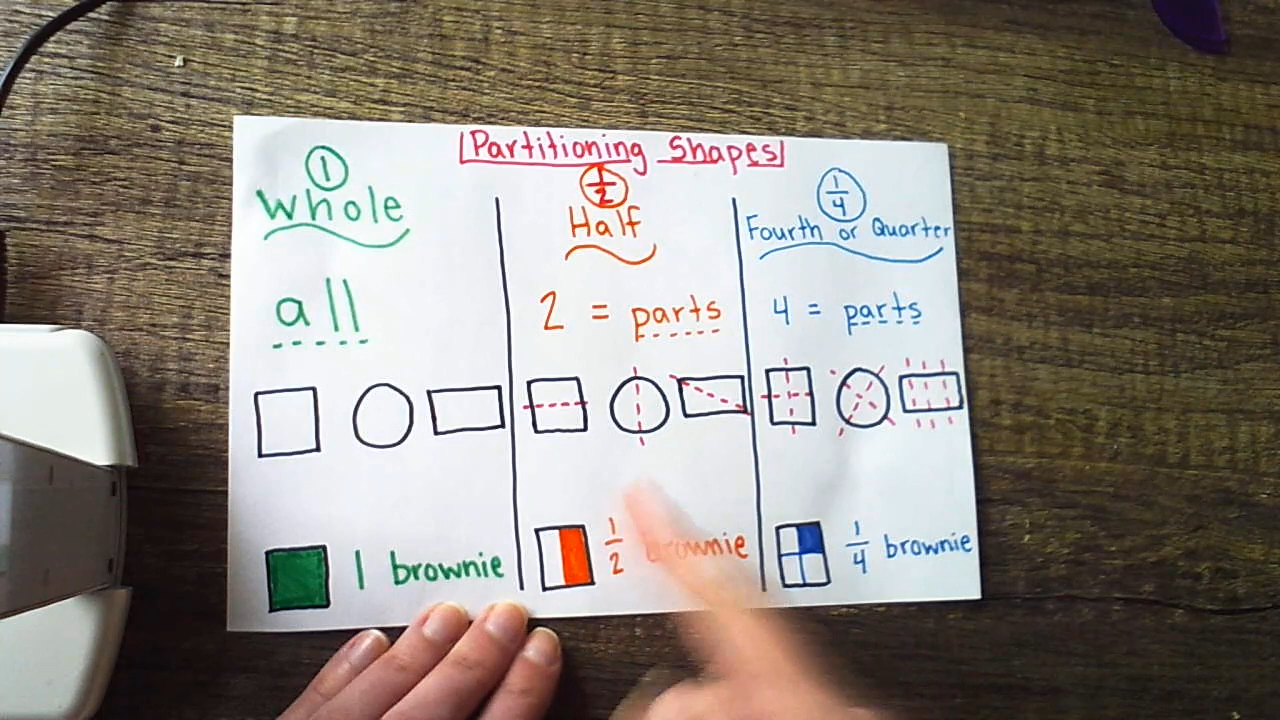 Partitioning Shapes
1
Whole
all
1 brownie
1/2
Half
2 = parts
1/2 brownie
1/4
Fourth or Quarter
4 = parts
1/4 brownie